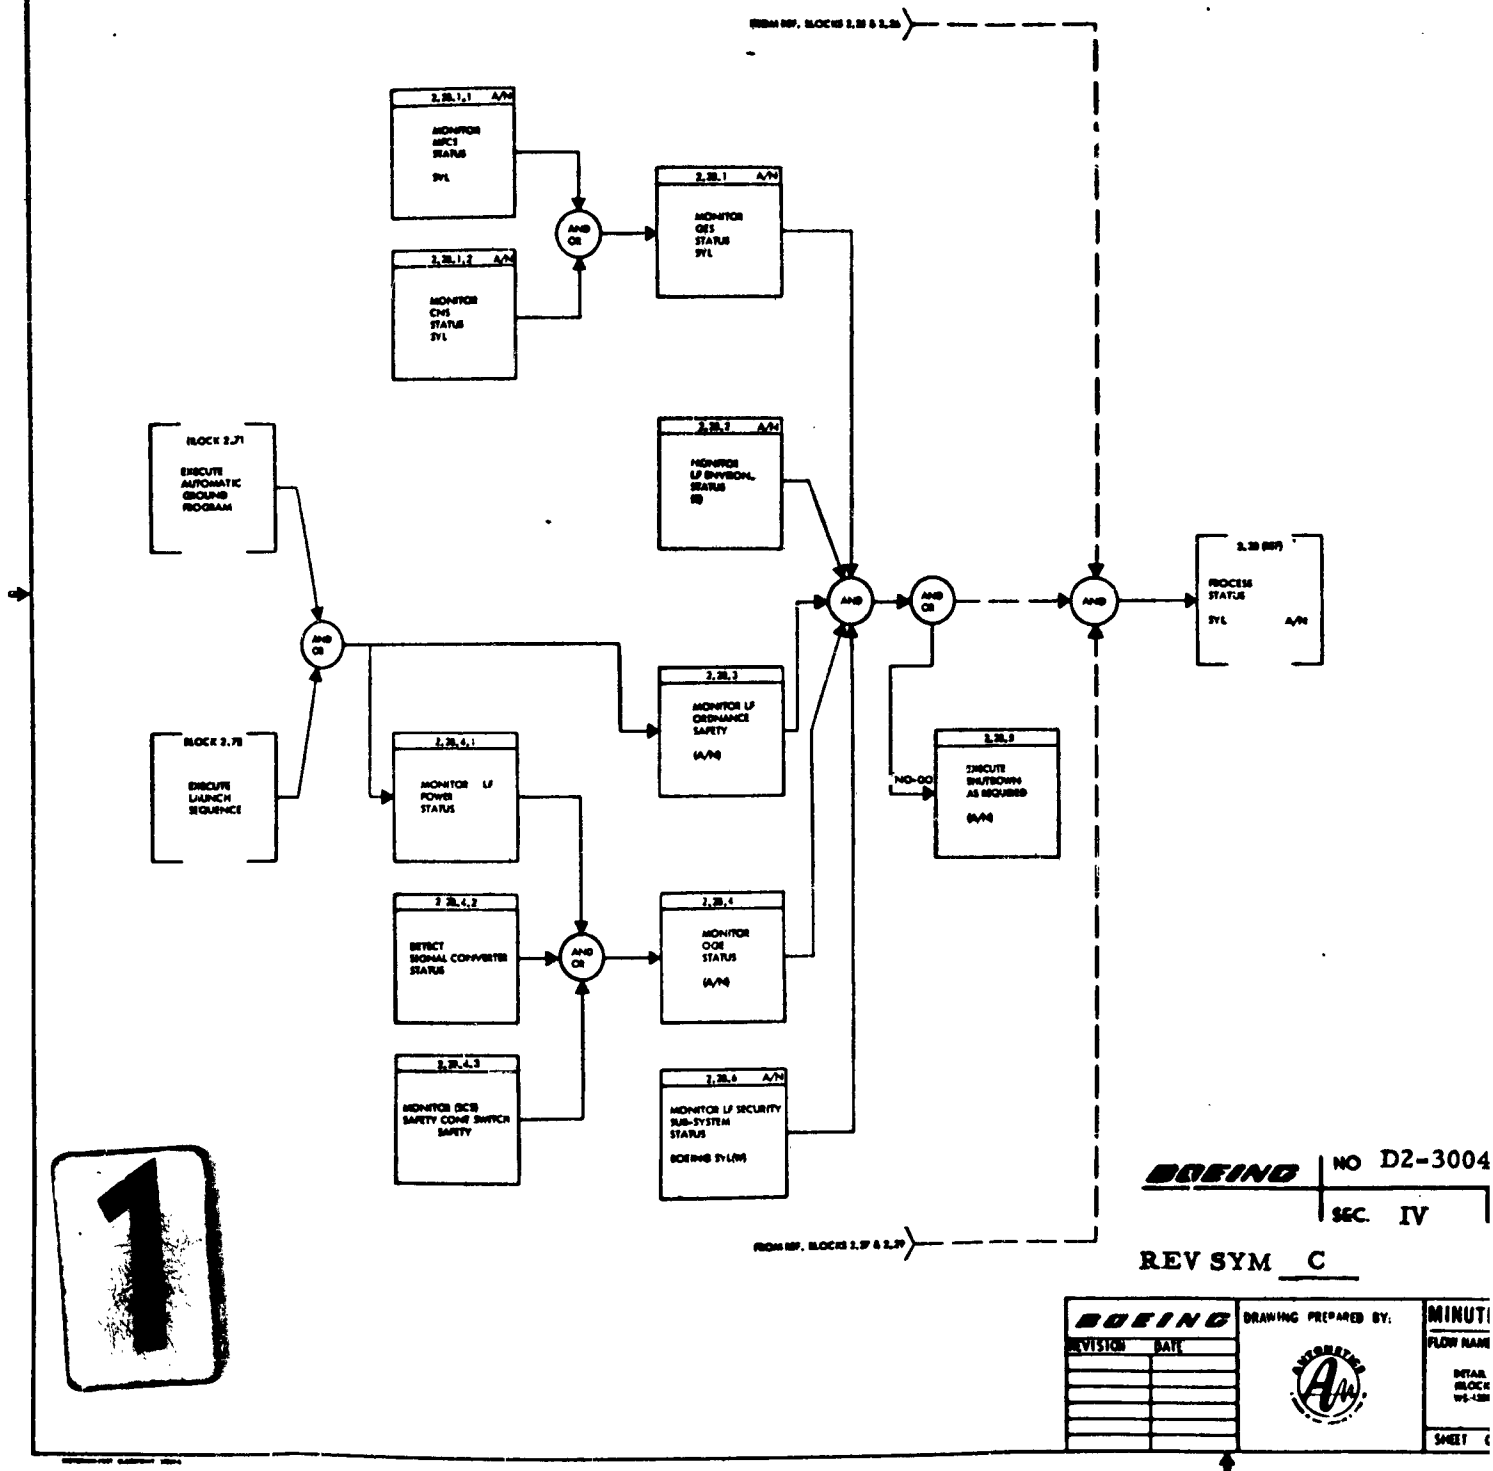 FROM REF. BLOCKS 2.25 & 2.26
2.28.1.1 A/N
MONITOR
MFCS
STATUS
SYL
AND
OR
2.28.1 A/N
MONITOR
OES
STATUS
SYL
2.28.1.2 A/N
MONITOR
CNS
STATUS
SYL
BLOCK 2.71
EXECUTE
AUTOMATIC
GROUND
PROGRAM
2.28.2 A/N
MONITOR
LF ENVIRON.
STATUS
AND
AND
OR
AND
2.28 (REF)
PROCESS
STATUS
SYL A/N
AND
OR
2.28.3
MONITOR LF
ORDNANCE
SAFETY
(A/N)
BLOCK 2.72
EXECUTE
LAUNCH
SEQUENCE
2.28.4.1
MONITOR LF
POWER
STATUS
NO-GO
EXECUTE
SHUTDOWN
AS REQUIRED
(A/N)
2.28.4.2
DETECT
SIGNAL CONVERTER
STATUS
AND
OR
2.28.4
MONITOR
OGE
STATUS
(A/N)
2.28.4.3
MONITOR (SCS)
SAFETY CONT SWITCH
SAFETY
2.28.6 A/N
MONITOR LF SECURITY
SUB-SYSTEM
STATUS
BOEING SYL(W)
FROM REF. BLOCKS 2.27 & 2.29
1
BOEING NO D2-3004
SEC. IV
REV SYM C
BOEING
REVISION DATE
DRAWING PREPARED BY:
AUTONETICS
MINUT
FLOW NAME
DETAIL
BLOCK
SHEET